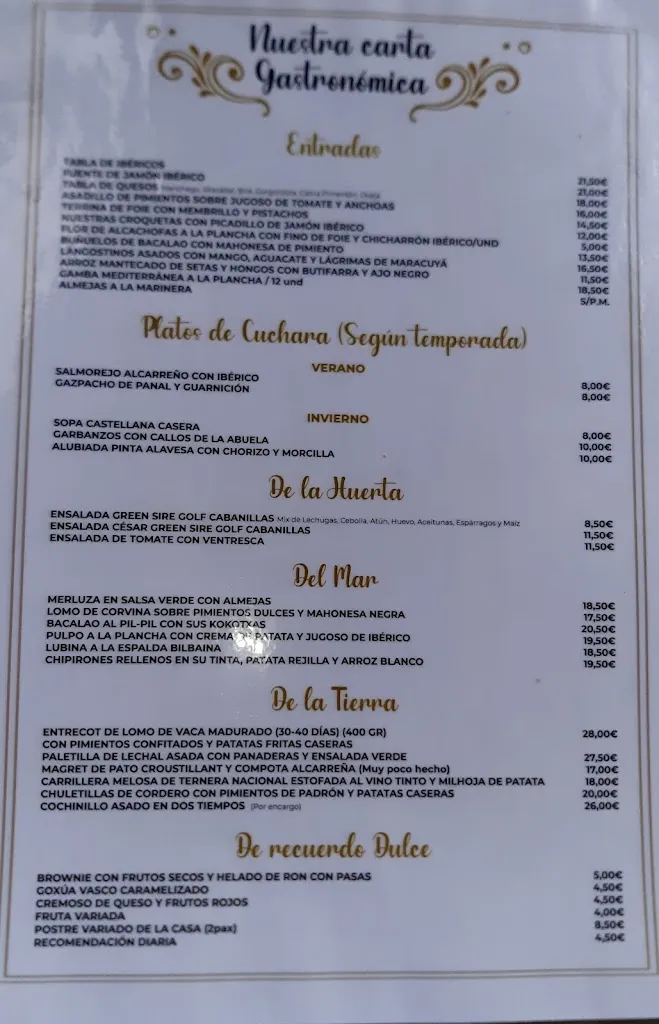 Nuestra carta
Gastronómica
Entradas
TABLA DE IBÉRICOS 21,50€
PUENTE DE JAMÓN IBÉRICO 21,00€
TABLA DE QUESOS 18,00€
ASADILLO DE PIMIENTOS SOBRE JUGOSO DE TOMATE Y ANCHOAS 16,00€
TERRINA DE FOIE CON MEMBRILLO Y PISTACHOS 14,50€
NUESTRAS CROQUETAS CON PICADILLO DE JAMÓN IBÉRICO 12,00€
FLOR DE ALCACHOFAS A LA PLANCHA CON FINO DE FOIE Y CHICHARRÓN IBÉRICO/UND 5,00€
BUÑUELOS DE BACALAO CON MAHONESA DE PIMIENTO 13,50€
LANGOSTINOS ASADOS CON MANGO, AGUACATE Y LÁGRIMAS DE MARACUYÁ 16,50€
ARROZ MANTECADO DE SETAS Y HONGOS CON BUTIFARRA Y AJO NEGRO 11,50€
GAMBA MEDITERRÁNEA A LA PLANCHA / 12 und 18,50€
ALMEJAS A LA MARINERA S/P.M.
Platos de Cuchara (Según temporada)
VERANO
SALMOREJO ALCARREÑO CON IBÉRICO 8,00€
GAZPACHO DE PANAL Y GUARNICIÓN 8,00€
INVIERNO
SOPA CASTELLANA CASERA 8,00€
GARBANZOS CON CALLOS DE LA ABUELA 10,00€
ALUBIADA PINTA ALAVESA CON CHORIZO Y MORCILLA 10,00€
De la Huerta
ENSALADA GREEN SIRE GOLF CABANILLAS Mix de Lechugas, Cebolla, Atún, Huevo, Aceitunas, Espárragos y Maíz 8,50€
ENSALADA CÉSAR GREEN SIRE GOLF CABANILLAS 11,50€
ENSALADA DE TOMATE CON VENTRESCA 11,50€
Del Mar
MERLUZA EN SALSA VERDE CON ALMEJAS 18,50€
LOMO DE CORVINA SOBRE PIMIENTOS DULCES Y MAHONESA NEGRA 17,50€
BACALAO AL PIL-PIL CON SUS KOKOTXAS 20,50€
PULPO A LA PLANCHA CON CREMA DE PATATA Y JUGOSO DE IBÉRICO 19,50€
LUBINA A LA ESPALDA BILBAINA 18,50€
CHIPIRONES RELLENOS EN SU TINTA, PATATA REJILLA Y ARROZ BLANCO 19,50€
De la Tierra
ENTRECOT DE LOMO DE VACA MADURADO (30-40 DÍAS) (400 GR) 28,00€
CON PIMIENTOS CONFITADOS Y PATATAS FRITAS CASERAS
PALETILLA DE LECHAL ASADA CON PANADERAS Y ENSALADA VERDE 27,50€
MAGRET DE PATO CROUSTILLANT Y COMPOTA ALCARREÑA (Muy poco hecho) 17,00€
CARRILLERA MELOSA DE TERNERA NACIONAL ESTOFADA AL VINO TINTO Y MILHOJA DE PATATA 18,00€
CHULETILLAS DE CORDERO CON PIMIENTOS DE PADRÓN Y PATATAS CASERAS 20,00€
COCHINILLO ASADO EN DOS TIEMPOS (Por encargo) 26,00€
De recuerdo Dulce
BROWNIE CON FRUTOS SECOS Y HELADO DE RON CON PASAS 5,00€
GOXÚA VASCO CARAMELIZADO 4,50€
CREMOSO DE QUESO Y FRUTOS ROJOS 4,50€
FRUTA VARIADA 4,00€
POSTRE VARIADO DE LA CASA (2pax) 8,50€
RECOMENDACIÓN DIARIA 4,50€